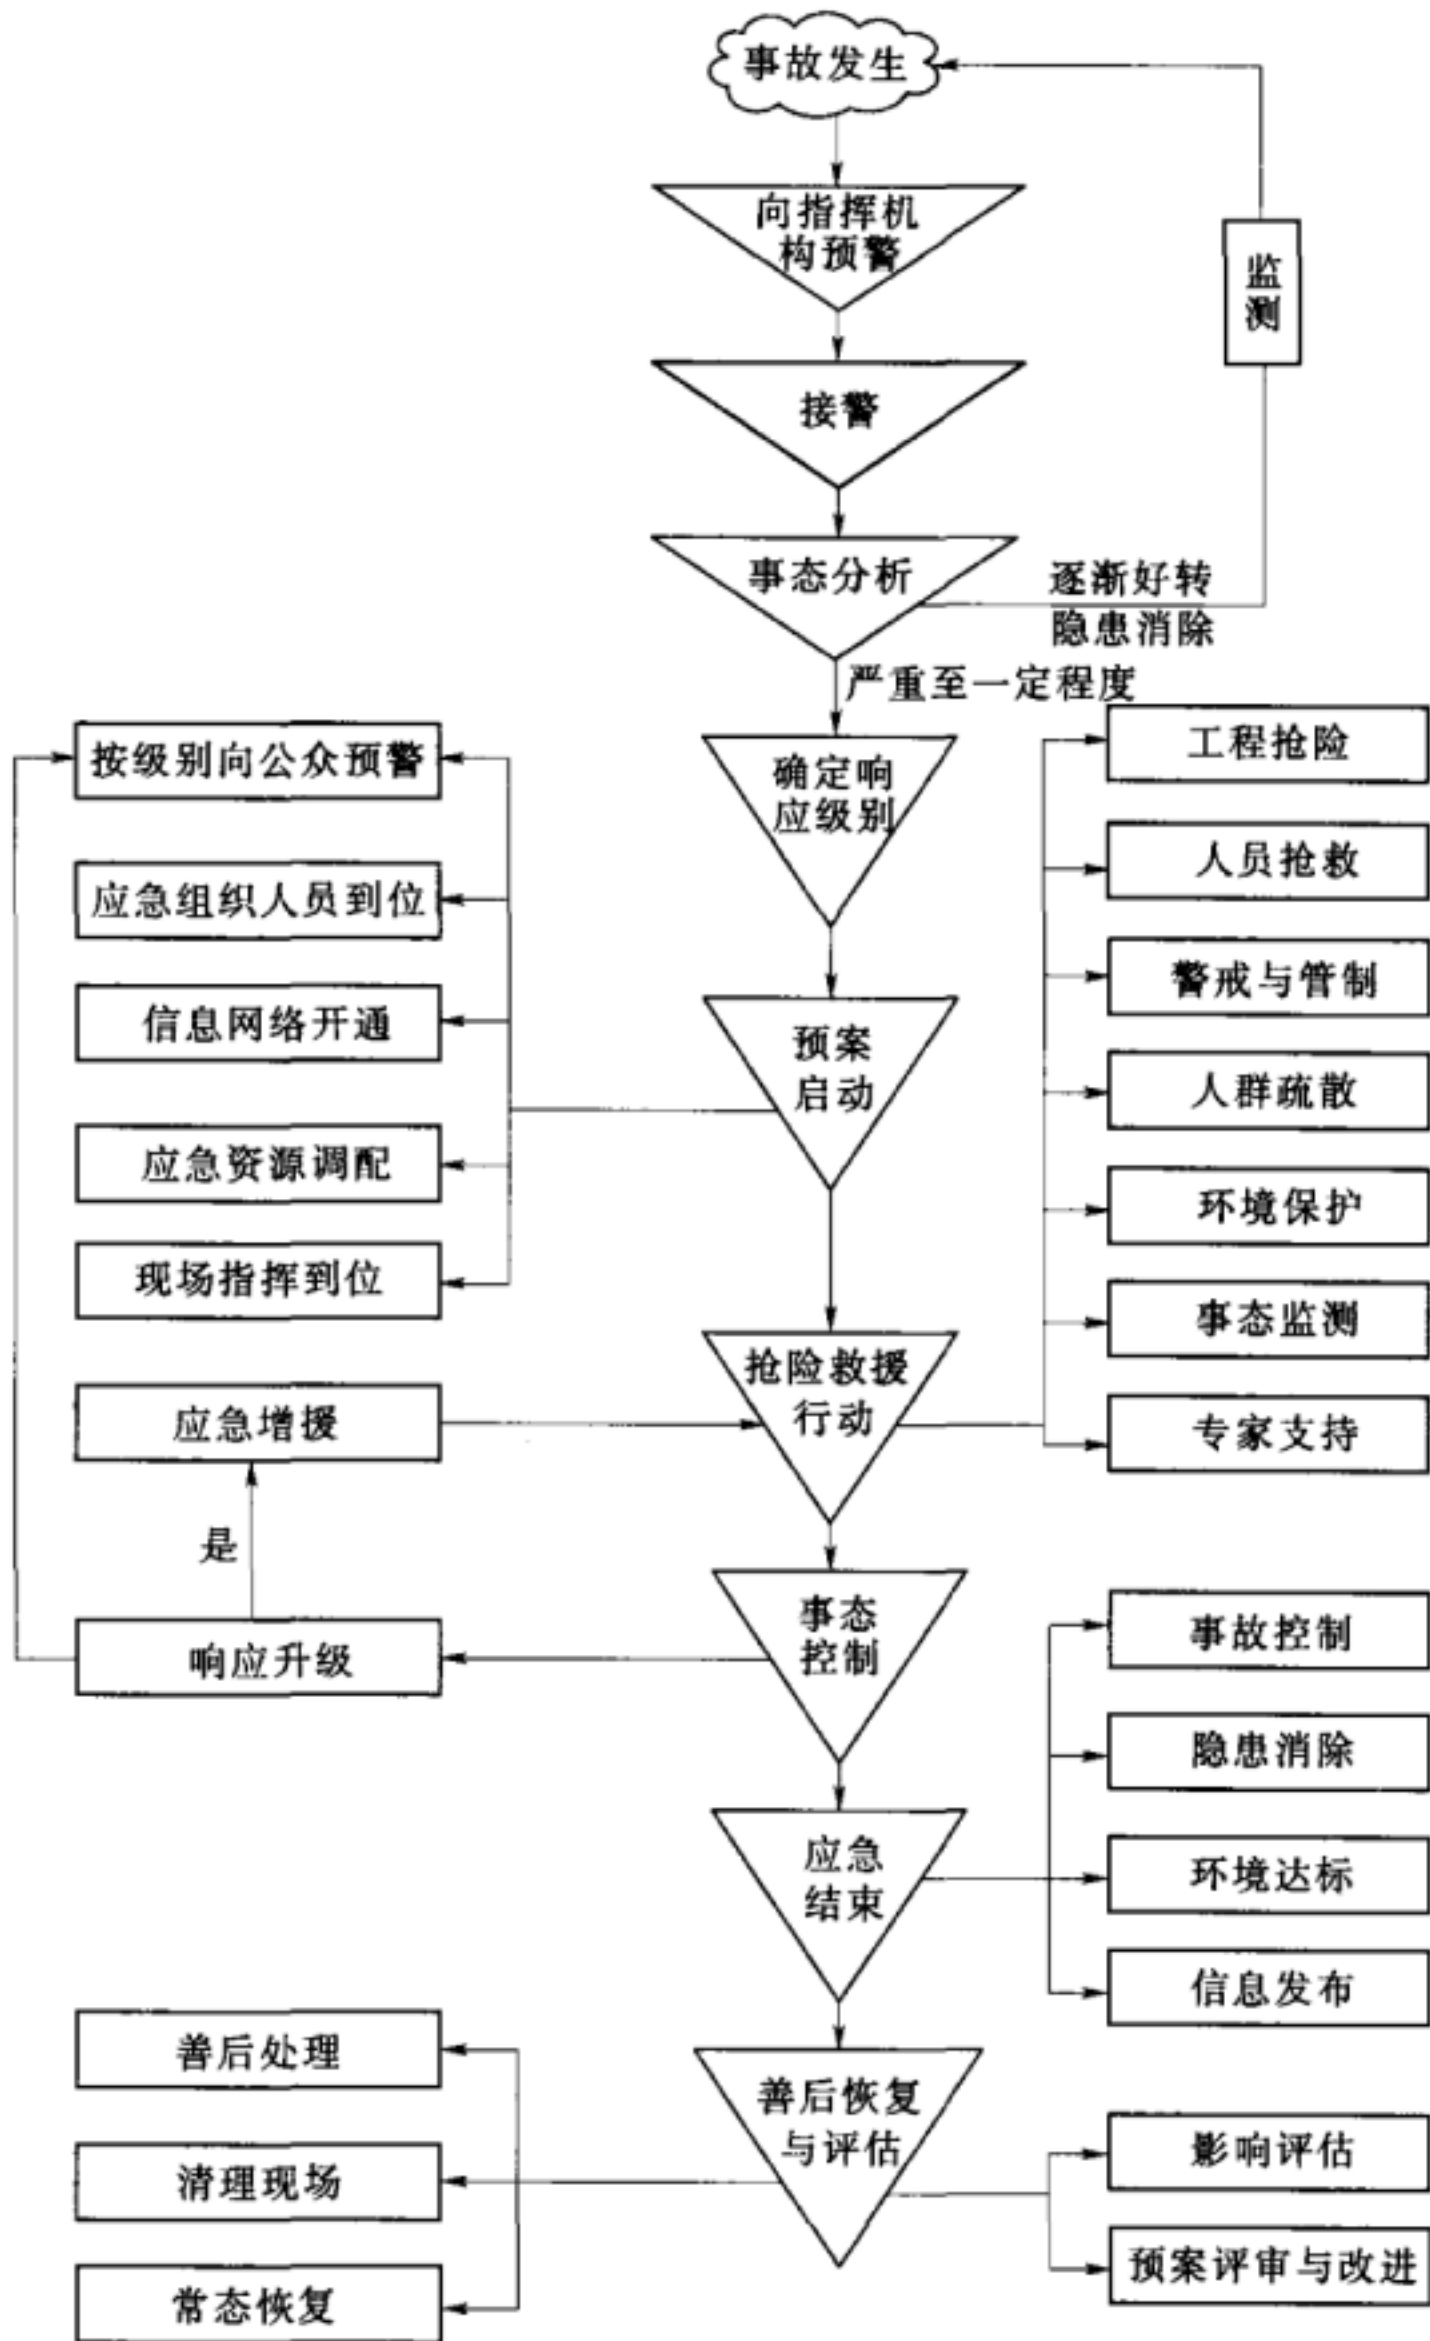 事故发生
向指挥机
构预警
监
测
接警
事态分析
逐渐好转
隐患消除
严重至一定程度
按级别向公众预警
确定响
应级别
工程抢险
人员抢救
应急组织人员到位
警戒与管制
信息网络开通
预案
启动
人群疏散
应急资源调配
环境保护
现场指挥到位
事态监测
抢险救援
行动
应急增援
专家支持
是
事态
控制
事故控制
响应升级
隐患消除
应急
结束
环境达标
信息发布
善后处理
善后恢复
与评估
影响评估
清理现场
预案评审与改进
常态恢复